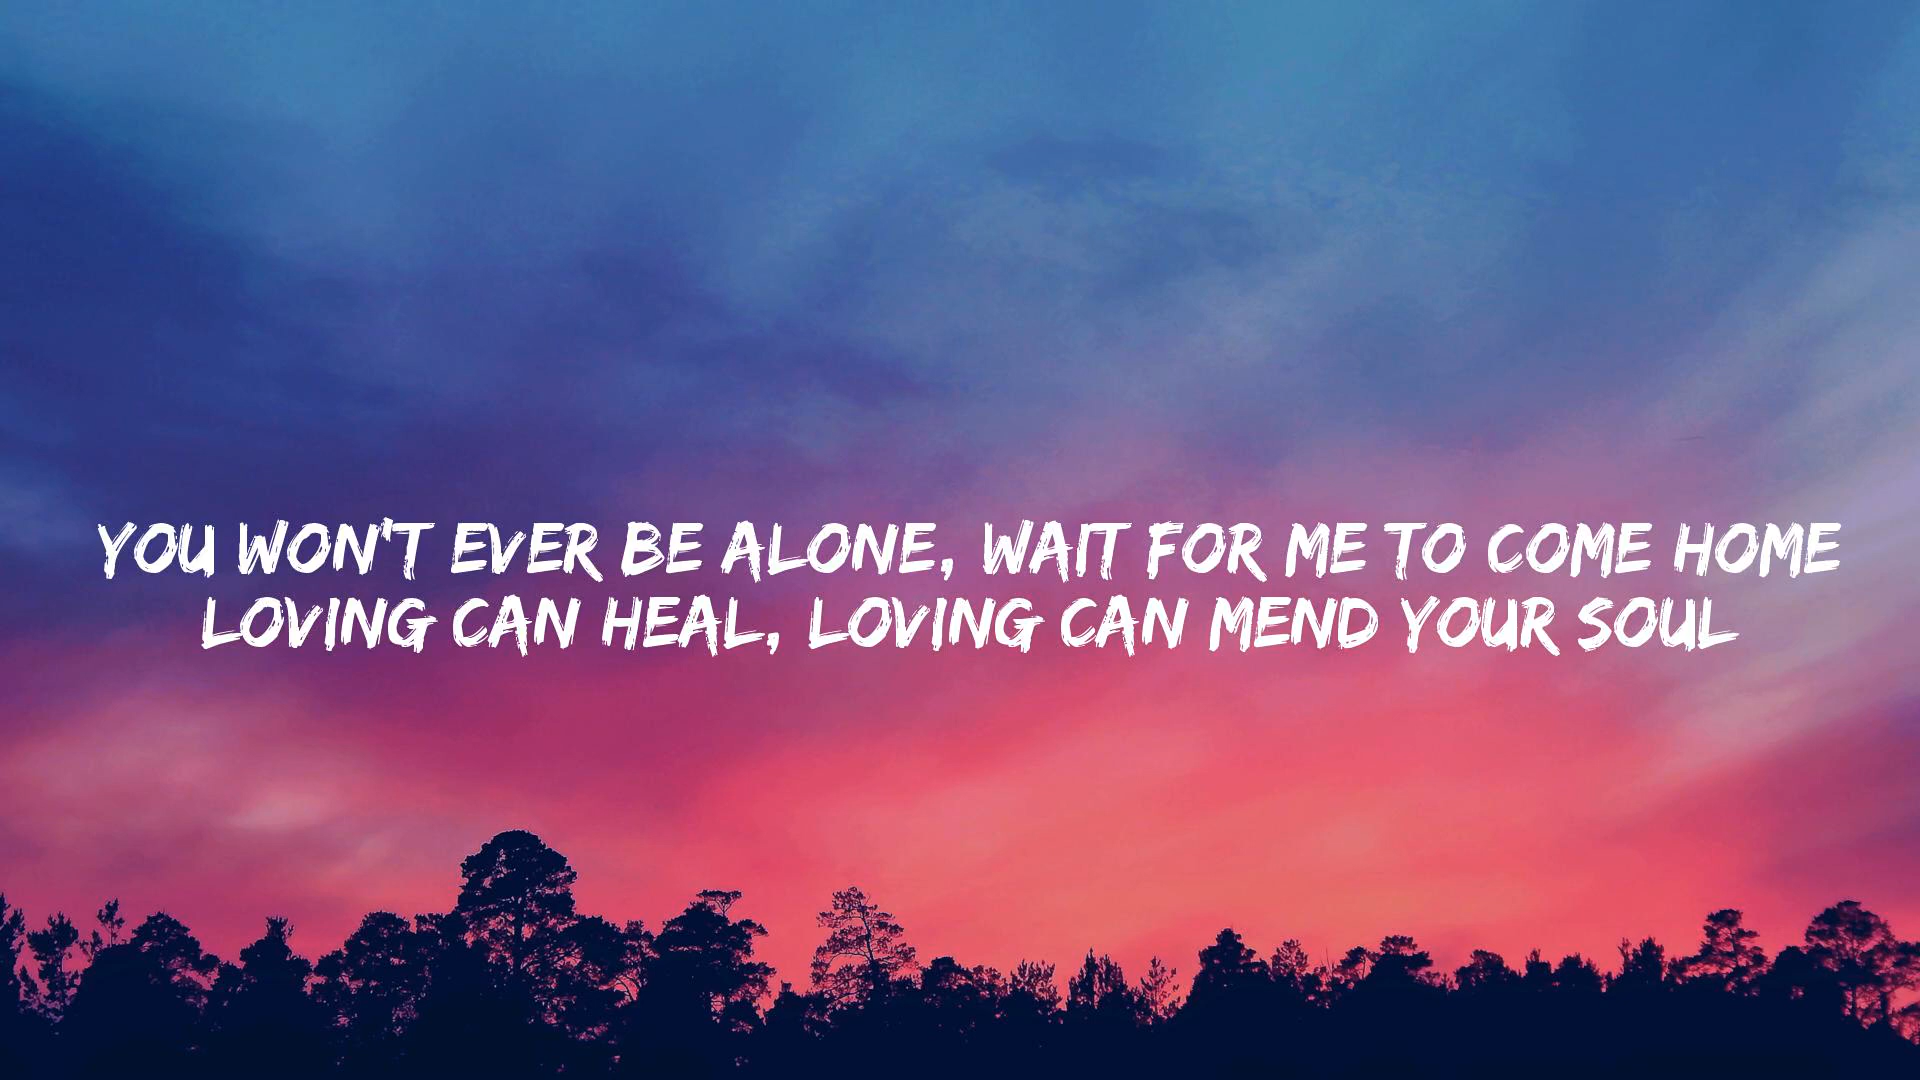 YOU WON'T EVER BE ALONE, WAIT FOR ME TO COME HOME
LOVING CAN HEAL, LOVING CAN MEND YOUR SOUL